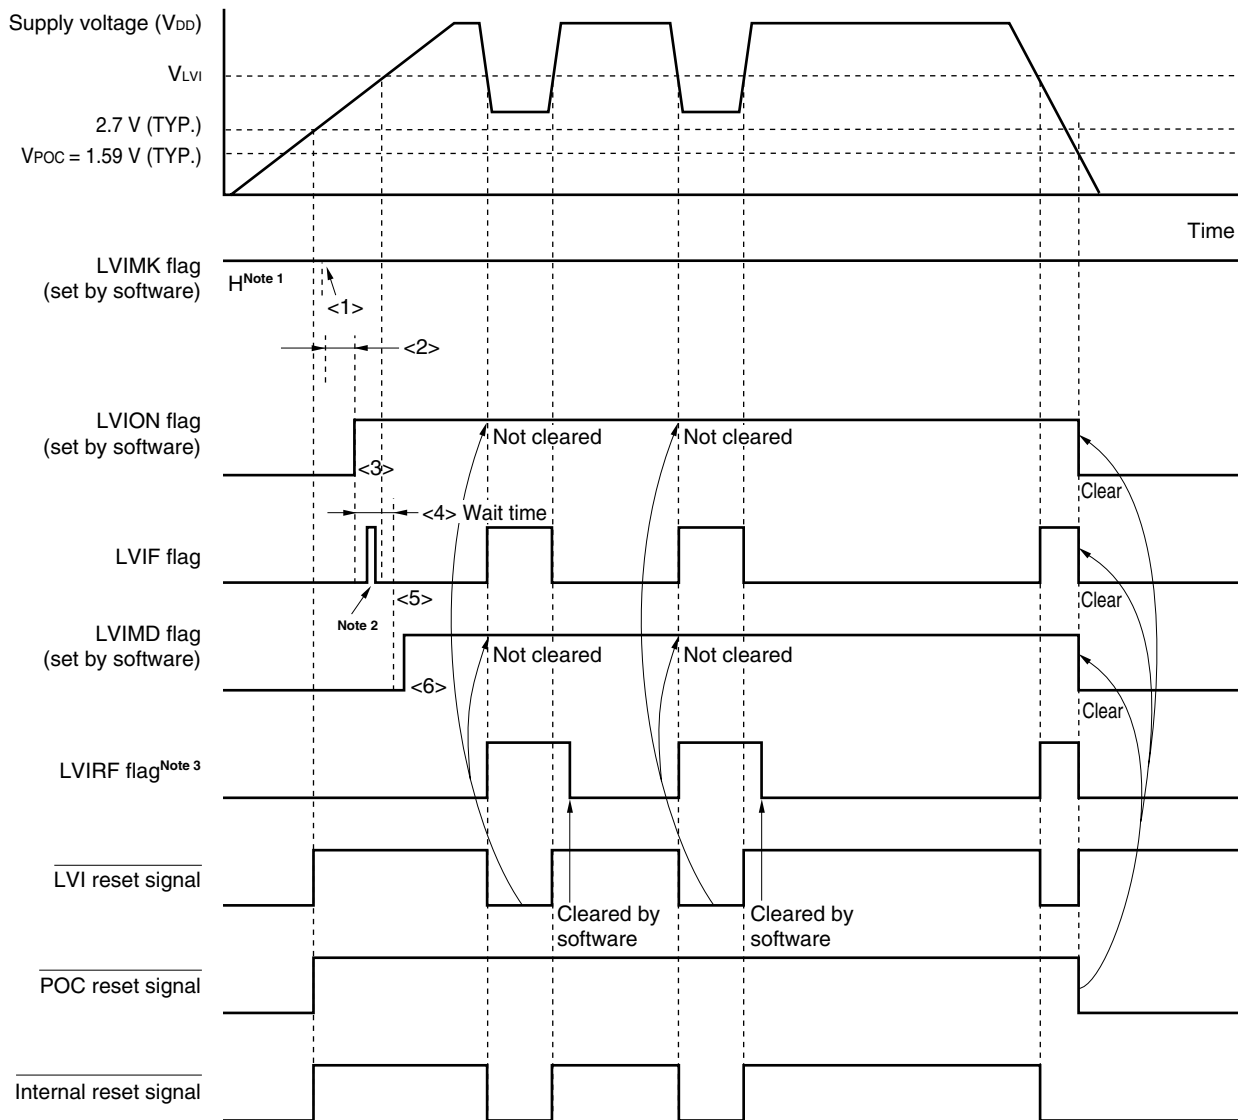 Supply voltage (VDD)
VLVI
2.7 V (TYP.)
VPOC = 1.59 V (TYP.)
Time
LVIMK flag
(set by software)
H Note 1
<1>
<2>
LVION flag
(set by software)
Not cleared
Not cleared
<3>
Clear
<4> Wait time
LVIF flag
<5>
Clear
Note 2
LVIMD flag
(set by software)
Not cleared
Not cleared
<6>
Clear
LVIRF flag Note 3
LVI reset signal
Cleared by
software
Cleared by
software
POC reset signal
Internal reset signal